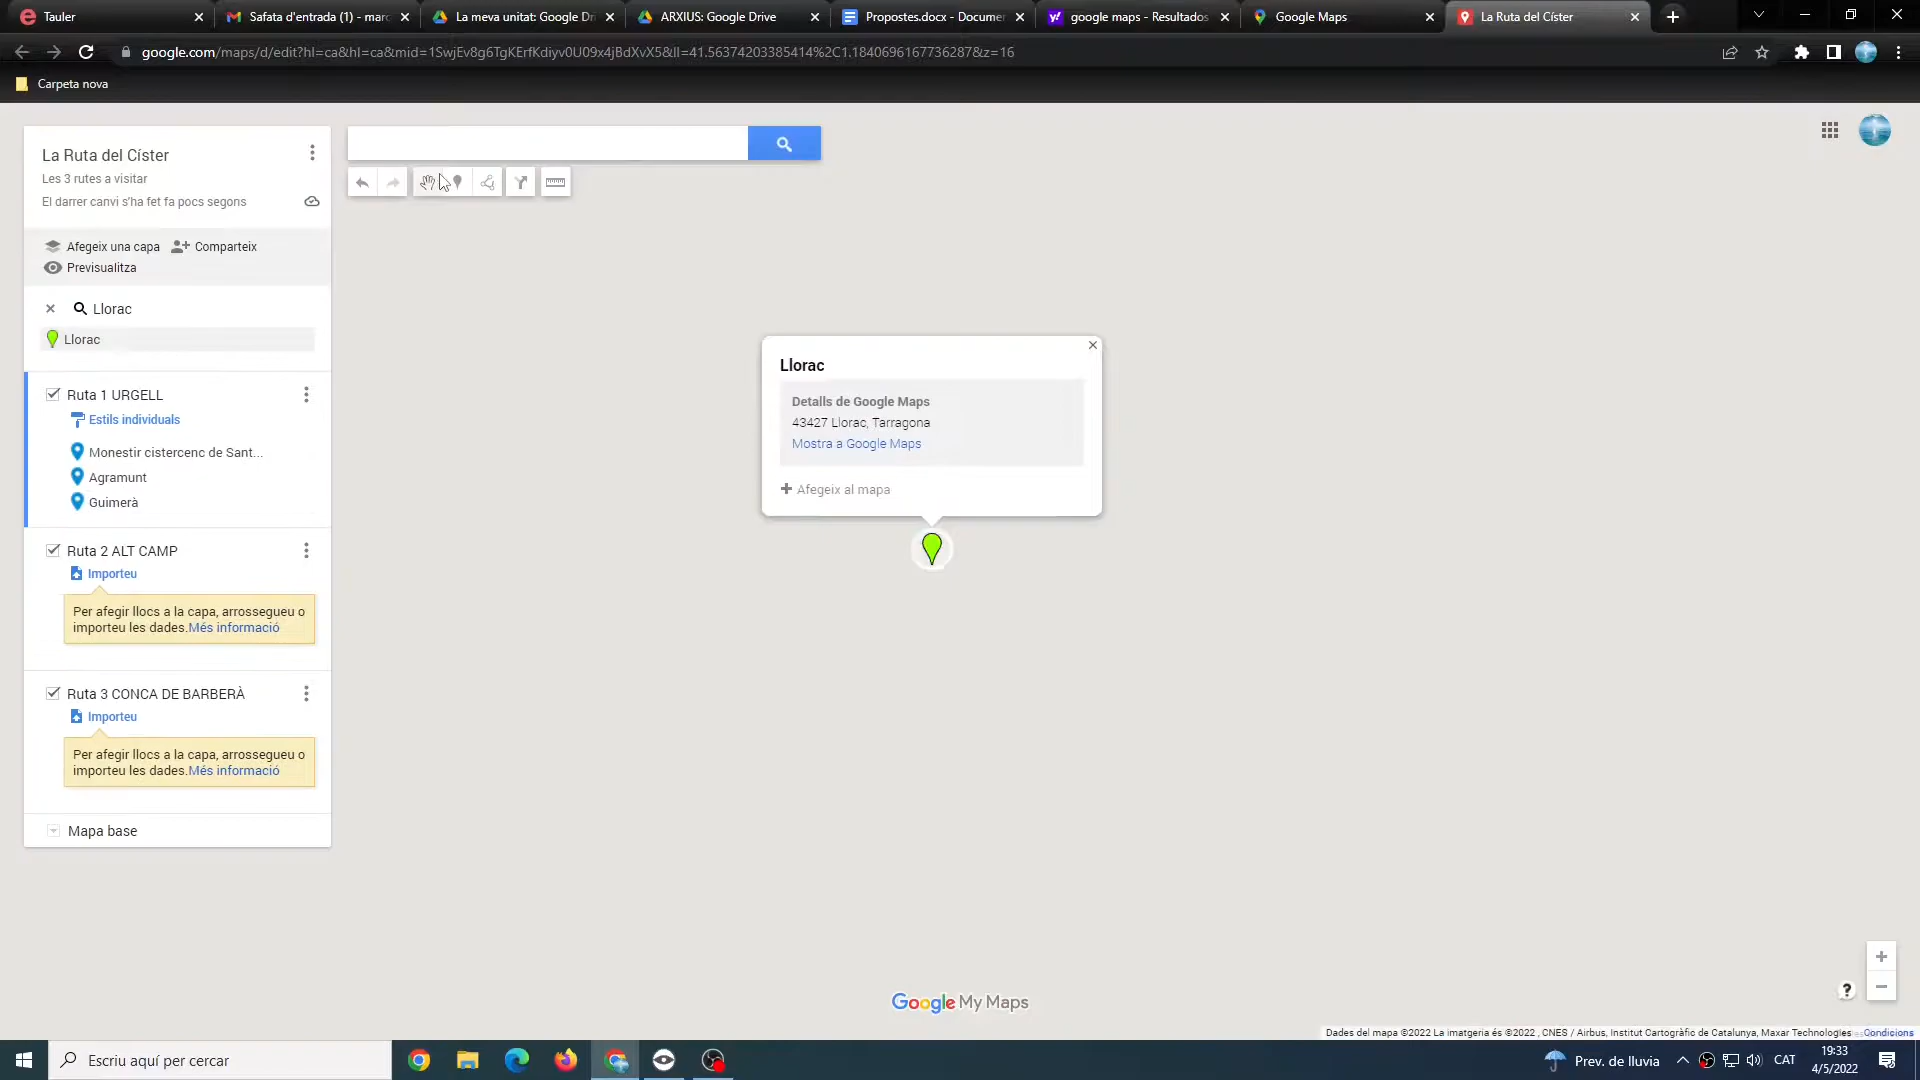 Tauler
Safata d'entrada (1) - marc
La meva unitat: Google Dri
ARXIUS: Google Drive
Propostes.docx - Documen
google maps - Resultados
Google Maps
La Ruta del Císter
google.com/maps/d/edit?hl=ca&hl=ca&mid=1SwjEv8g6TgKErfKdiyv0U09x4jBdXvX5&ll=41.56374203385414%2C1.1840696167736287&z=16
Carpeta nova
La Ruta del Císter
Les 3 rutes a visitar
El darrer canvi s'ha fet fa pocs segons
Afegeix una capa
Comparteix
Previsualitza
Llorac
Llorac
Ruta 1 URGELL
Estils individuals
Monestir cistercenc de Sant...
Agramunt
Guimerà
Ruta 2 ALT CAMP
Importeu
Per afegir llocs a la capa, arrossegueu o
importeu les dades.Més informació
Ruta 3 CONCA DE BARBERÀ
Importeu
Per afegir llocs a la capa, arrossegueu o
importeu les dades.Més informació
Mapa base
Llorac
Detalls de Google Maps
43427 Llorac, Tarragona
Mostra a Google Maps
Afegeix al mapa
Google My Maps
Dades del mapa ©2022 La imatgeria és ©2022 , CNES / Airbus, Institut Cartogràfic de Catalunya, Maxar Technologies
Condicions
Escriu aquí per cercar
Prev. de lluvia
CAT
19:33
4/5/2022